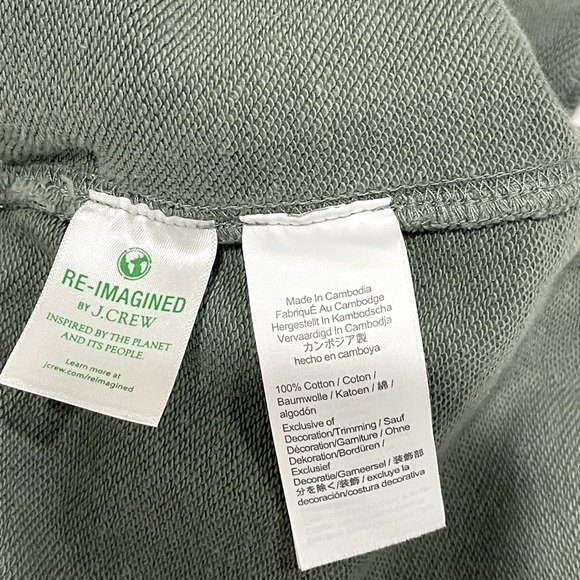 RE-IMAGINED
BY J.CREW
INSPIRED BY THE PLANET
AND ITS PEOPLE.
Learn more at
jcrew.com/reimagined
Made In Cambodia
FabriquÉ Au Cambodge
Hergestellt In Kambodscha
Vervaardigd In Cambodja
カンボジア製
hecho en camboya
100% Cotton / Coton /
Baumwolle / Katoen / 綿 /
algodón
Exclusive of
Decoration/Trimming / Sauf
Décoration/Garniture / Ohne
Dekoration/Bordüren /
Exclusief
Decoratie/Garneersel / 装飾部
分を除く/装飾 / excluye la
decoración/costura decorativa